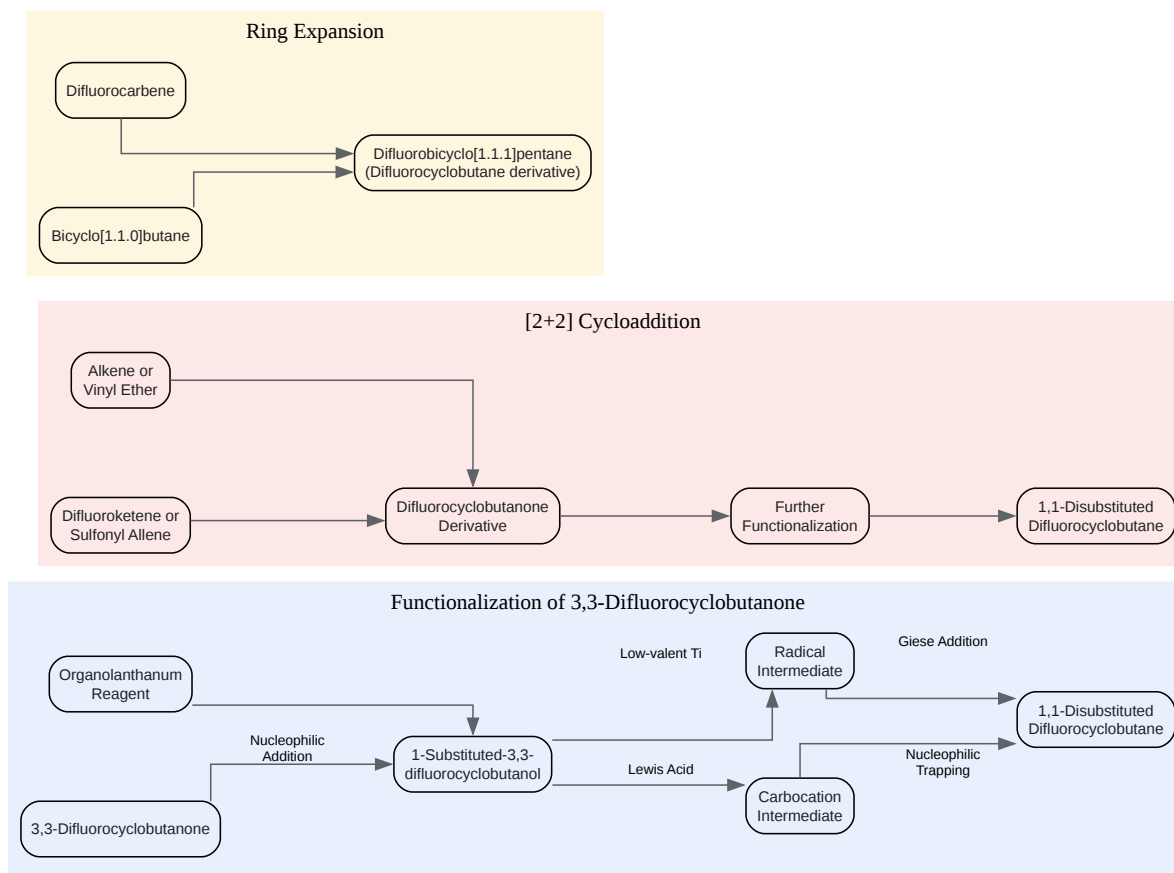 Ring Expansion
Difluorocarbene
Difluorobicyclo[1.1.1]pentane
(Difluorocyclobutane derivative)
Bicyclo[1.1.0]butane
[2+2] Cycloaddition
Alkene or
Vinyl Ether
Difluoroketene or
Sulfonyl Allene
Difluorocyclobutanone
Derivative
Further
Functionalization
1,1-Disubstituted
Difluorocyclobutane
Functionalization of 3,3-Difluorocyclobutanone
Organolanthanum
Reagent
Nucleophilic
Addition
3,3-Difluorocyclobutanone
1-Substituted-3,3-
difluorocyclobutanol
Low-valent Ti
Lewis Acid
Radical
Intermediate
Carbocation
Intermediate
Giese Addition
Nucleophilic
Trapping
1,1-Disubstituted
Difluorocyclobutane